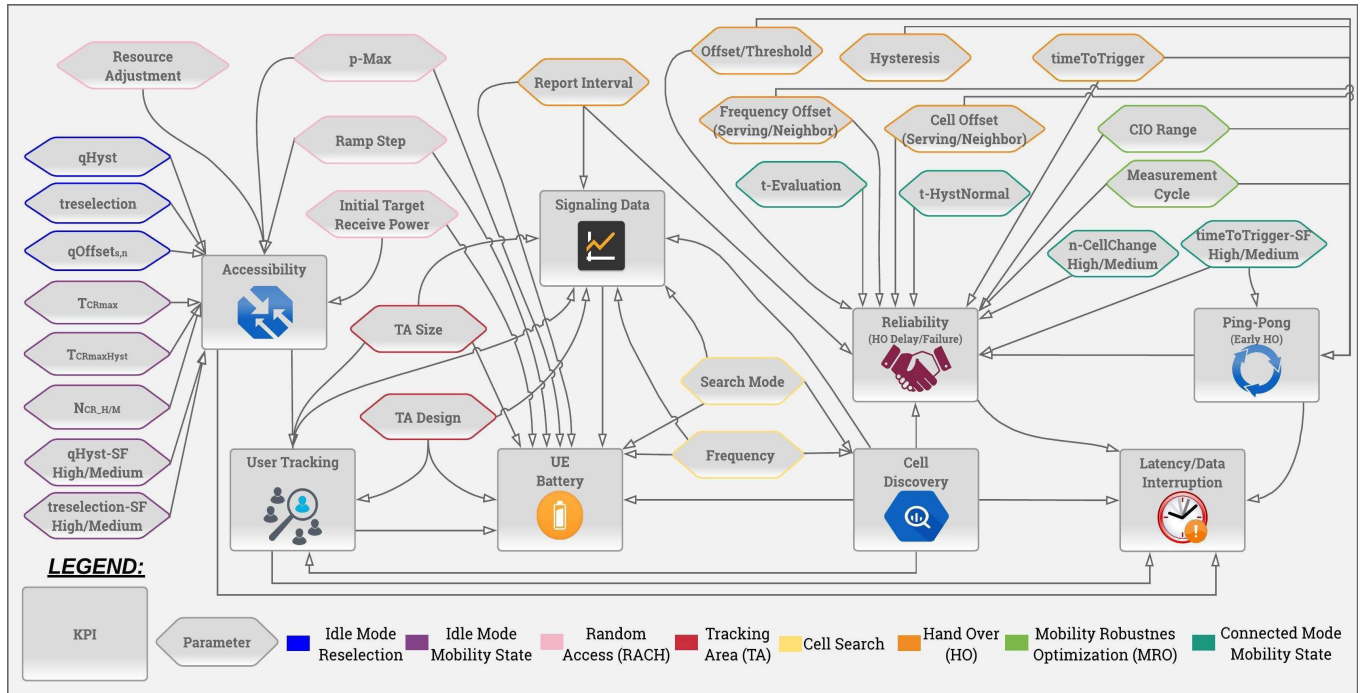 Resource
Adjustment
p-Max
Report Interval
Offset/Threshold
Hysteresis
timeToTrigger
Frequency Offset
(Serving/Neighbor)
Cell Offset
(Serving/Neighbor)
CIO Range
qHyst
Ramp Step
t-Evaluation
t-HystNormal
Measurement
Cycle
treselection
Initial Target
Receive Power
Signaling Data
n-CellChange
High/Medium
timeToTrigger-SF
High/Medium
qOffsets,n
Accessibility
TCRmax
TA Size
Reliability
(HO Delay/Failure)
Ping-Pong
(Early HO)
TCRmaxHyst
Search Mode
NCR_H/M
TA Design
qHyst-SF
High/Medium
User Tracking
UE
Battery
Frequency
Cell
Discovery
Latency/Data
Interruption
treselection-SF
High/Medium
LEGEND:
KPI
Parameter
Idle Mode
Reselection
Idle Mode
Mobility State
Random
Access (RACH)
Tracking
Area (TA)
Cell Search
Hand Over
(HO)
Mobility Robustnes
Optimization (MRO)
Connected Mode
Mobility State